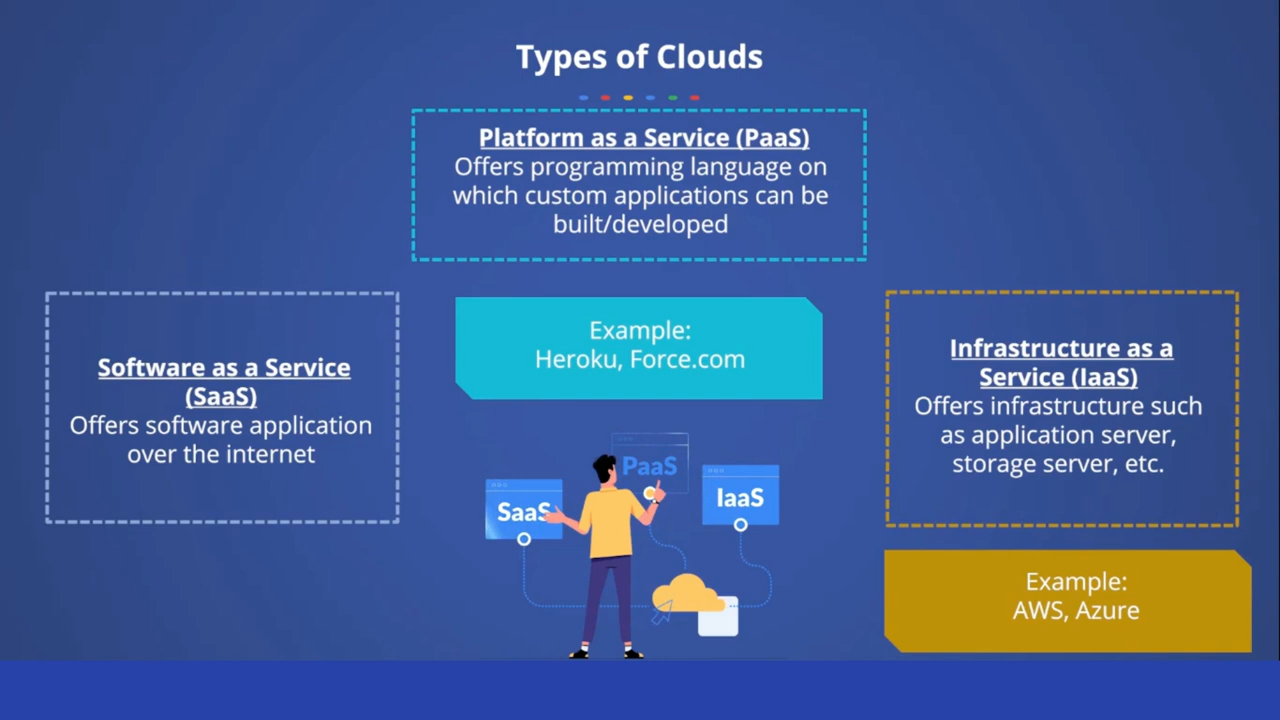 Types of Clouds
Platform as a Service (PaaS)
Offers programming language on
which custom applications can be
built/developed
Example:
Heroku, Force.com
Software as a Service
(SaaS)
Offers software application
over the internet
Infrastructure as a
Service (IaaS)
Offers infrastructure such
as application server,
storage server, etc.
PaaS
SaaS
IaaS
Example:
AWS, Azure